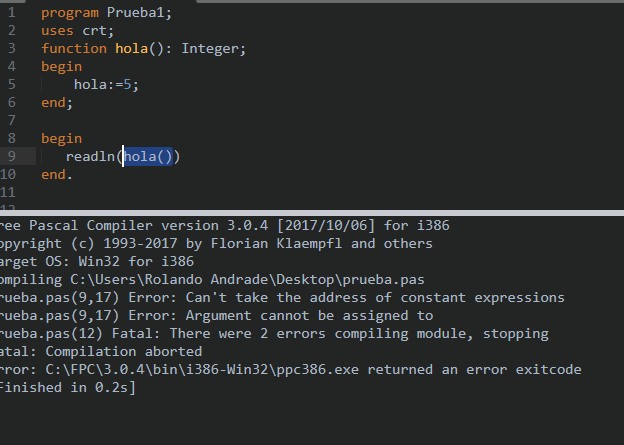 1 program Prueba1;
2 uses crt;
3 function hola(): Integer;
4 begin
5 hola:=5;
6 end;
7
8 begin
9 readln(hola())
10 end.
11
12
ree Pascal Compiler version 3.0.4 [2017/10/06] for i386
opyright (c) 1993-2017 by Florian Klaempfl and others
arget OS: Win32 for i386
ompiling C:\Users\Rolando Andrade\Desktop\prueba.pas
rueba.pas(9,17) Error: Can't take the address of constant expressions
rueba.pas(9,17) Error: Argument cannot be assigned to
rueba.pas(12) Fatal: There were 2 errors compiling module, stopping
atal: Compilation aborted
rror: C:\FPC\3.0.4\bin\i386-Win32\ppc386.exe returned an error exitcode
Finished in 0.2s]